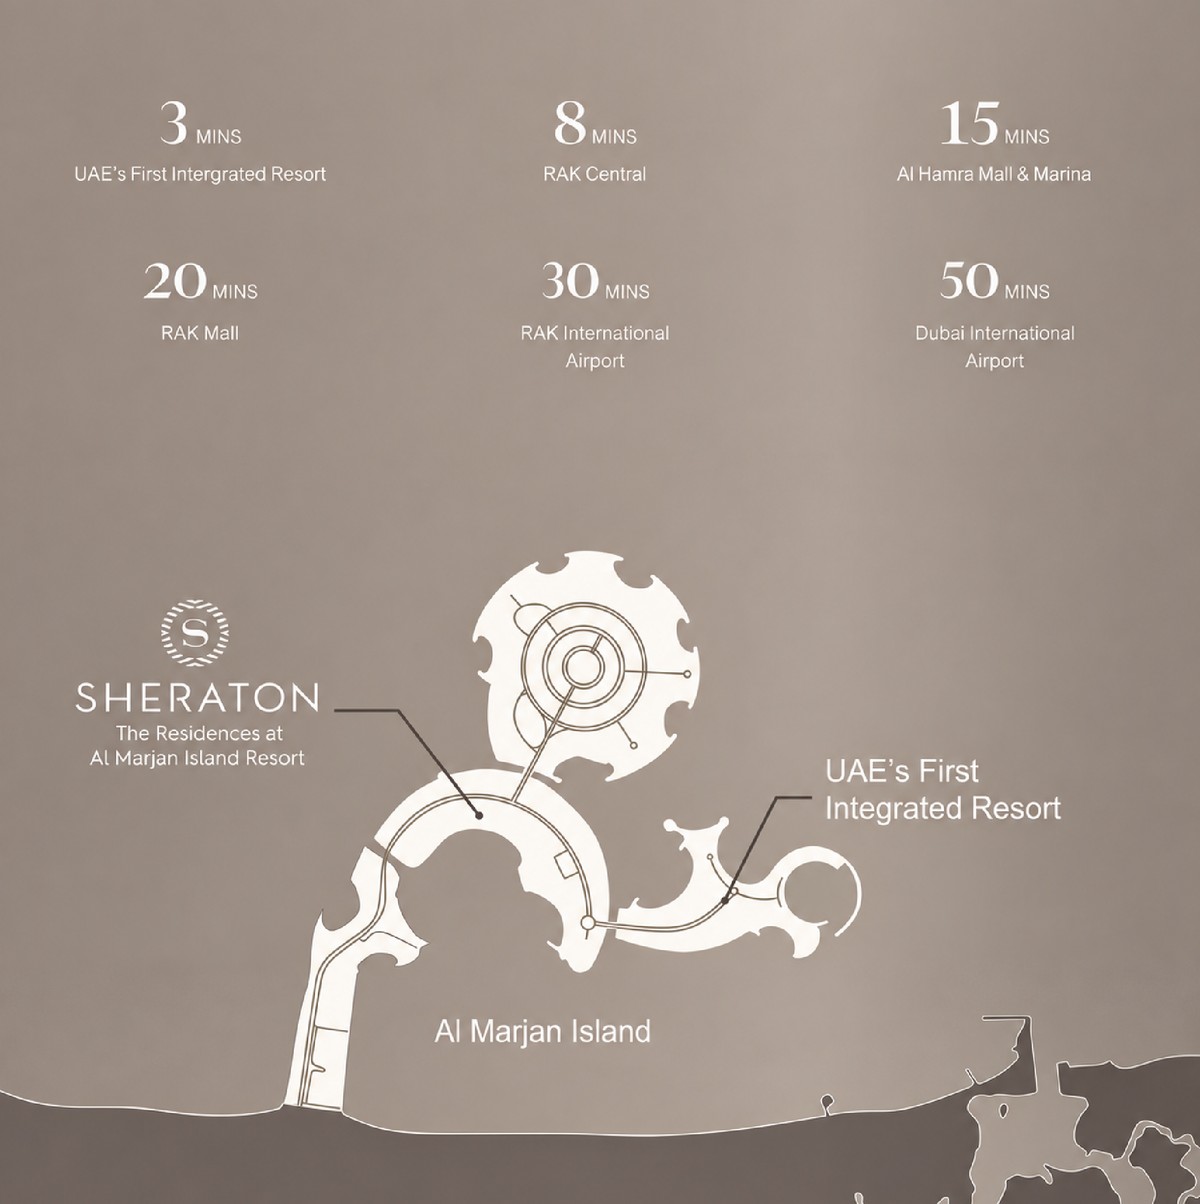 3 MINS
UAE's First Intergrated Resort
8 MINS
RAK Central
15 MINS
Al Hamra Mall & Marina
20 MINS
RAK Mall
30 MINS
RAK International
Airport
50 MINS
Dubai International
Airport
S
SHERATON
The Residences at
Al Marjan Island Resort
UAE's First
Integrated Resort
Al Marjan Island